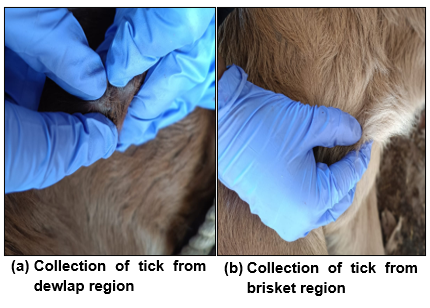 (a) Collection of tick from
dewlap region
(b) Collection of tick from
brisket region